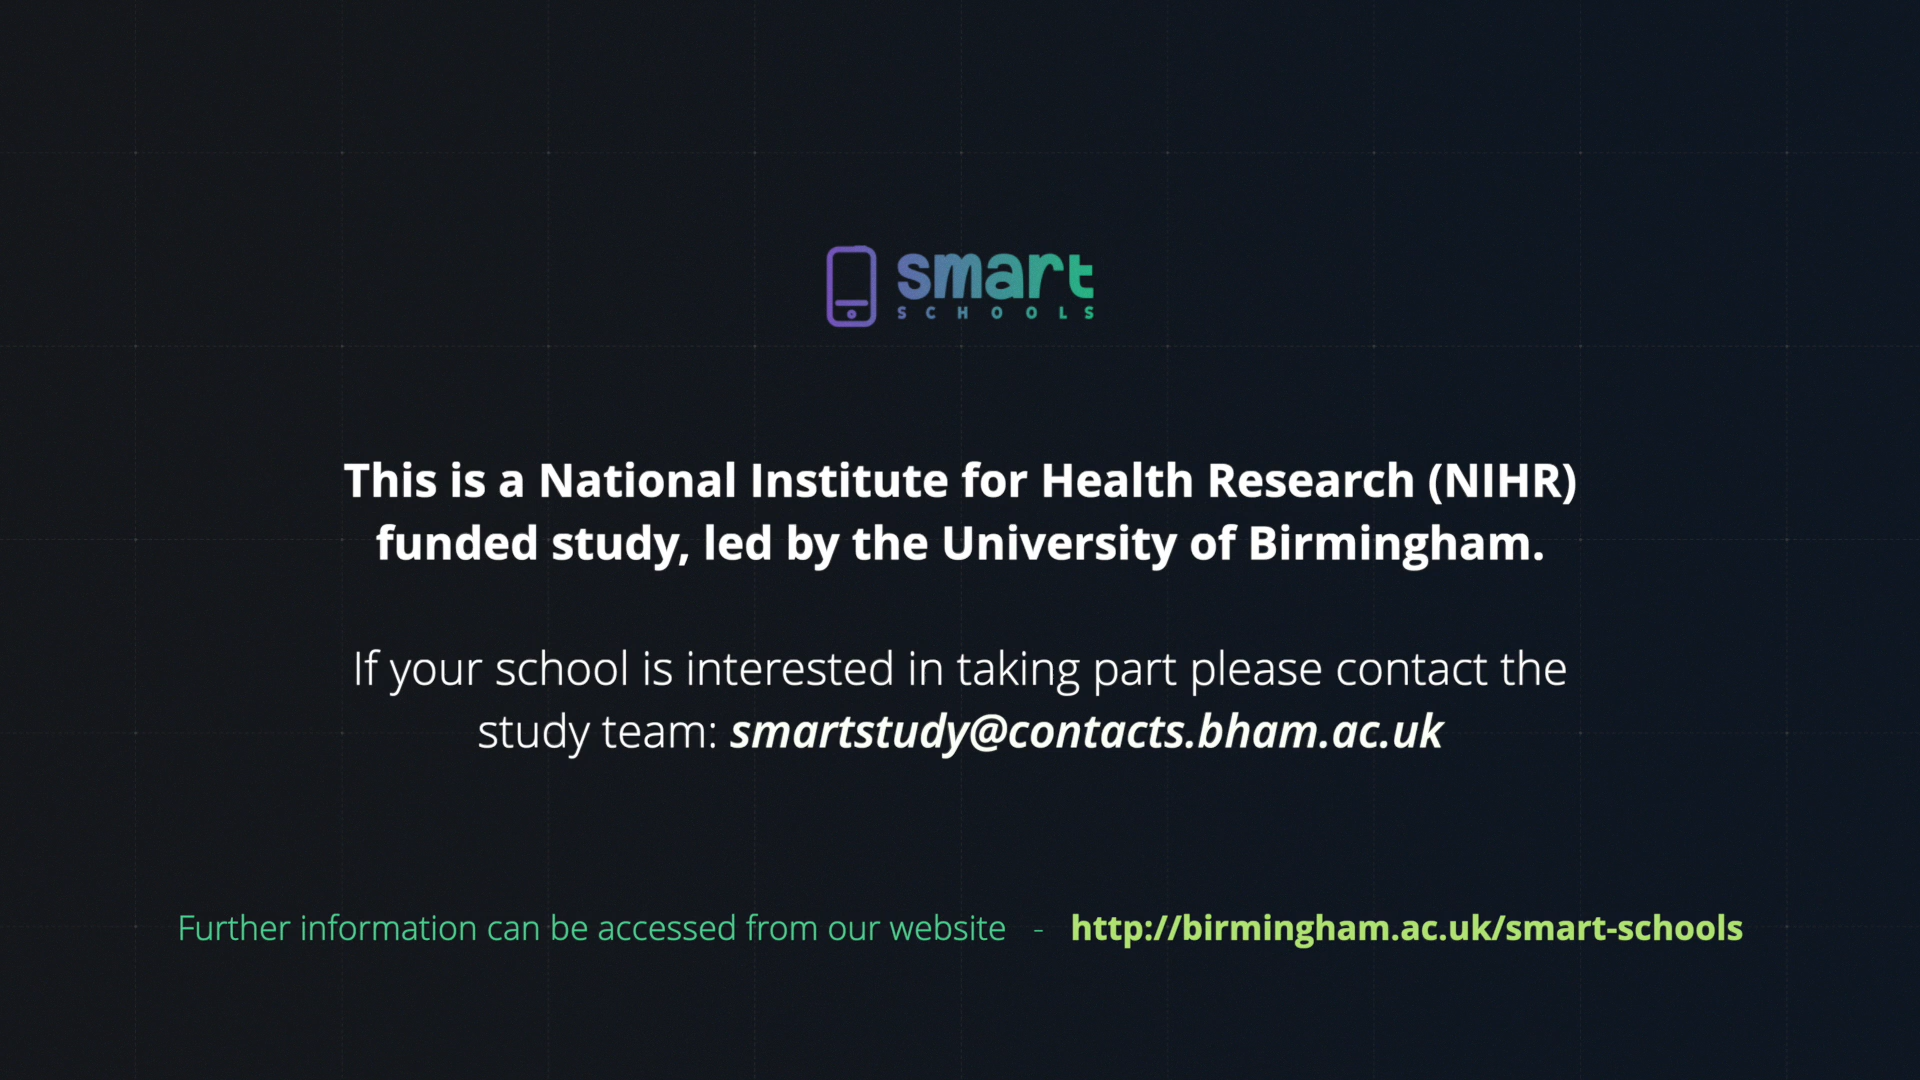 smart
SCHOOLS
This is a National Institute for Health Research (NIHR)
funded study, led by the University of Birmingham.
If your school is interested in taking part please contact the
study team: smartstudy@contacts.bham.ac.uk
Further information can be accessed from our website - http://birmingham.ac.uk/smart-schools